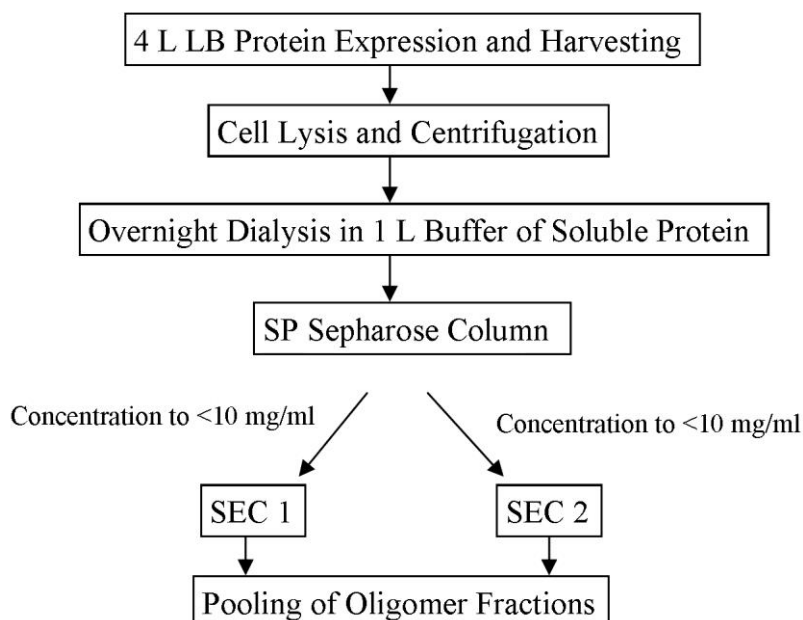 4 L LB Protein Expression and Harvesting
Cell Lysis and Centrifugation
Overnight Dialysis in 1 L Buffer of Soluble Protein
SP Sepharose Column
Concentration to <10 mg/ml
Concentration to <10 mg/ml
SEC 1
SEC 2
Pooling of Oligomer Fractions